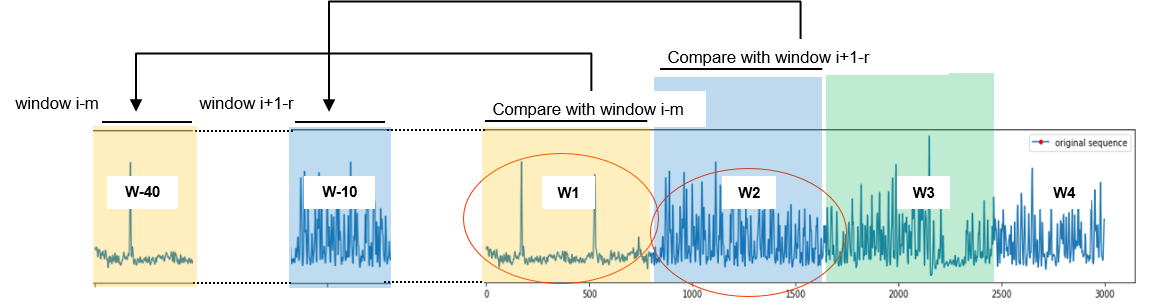 Compare with window i+1-r
window i-m
window i+1-r
Compare with window i-m
original sequence
W-40
W-10
W1
W2
W3
W4
0
500
1000
1500
2000
2500
3000